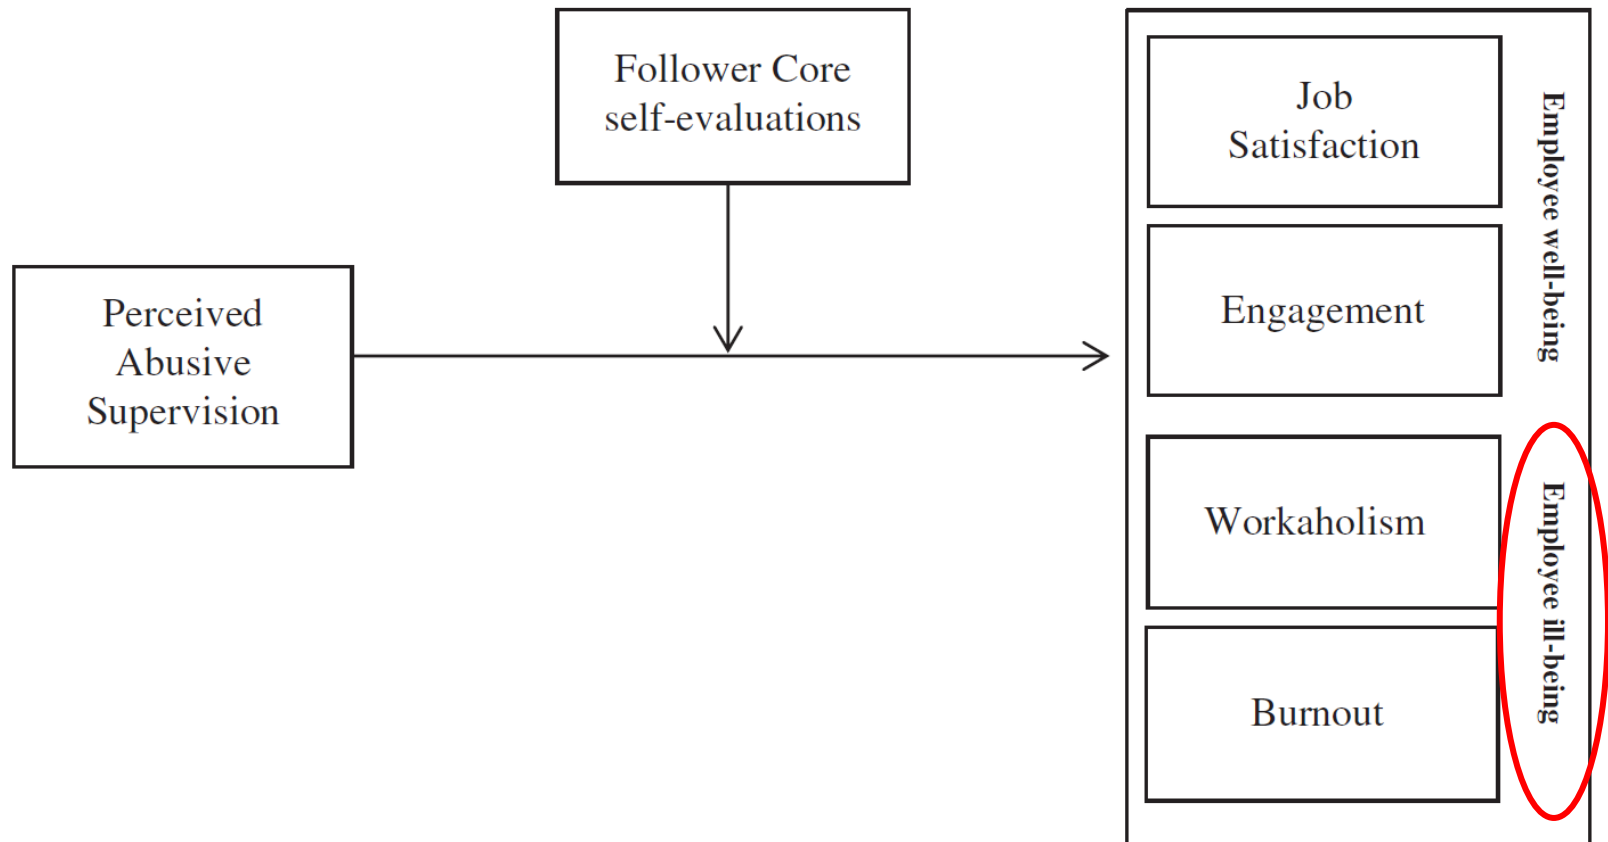 Follower Core
self-evaluations
Perceived
Abusive
Supervision
Job
Satisfaction
Engagement
Employee well-being
Workaholism
Burnout
Employee ill-being